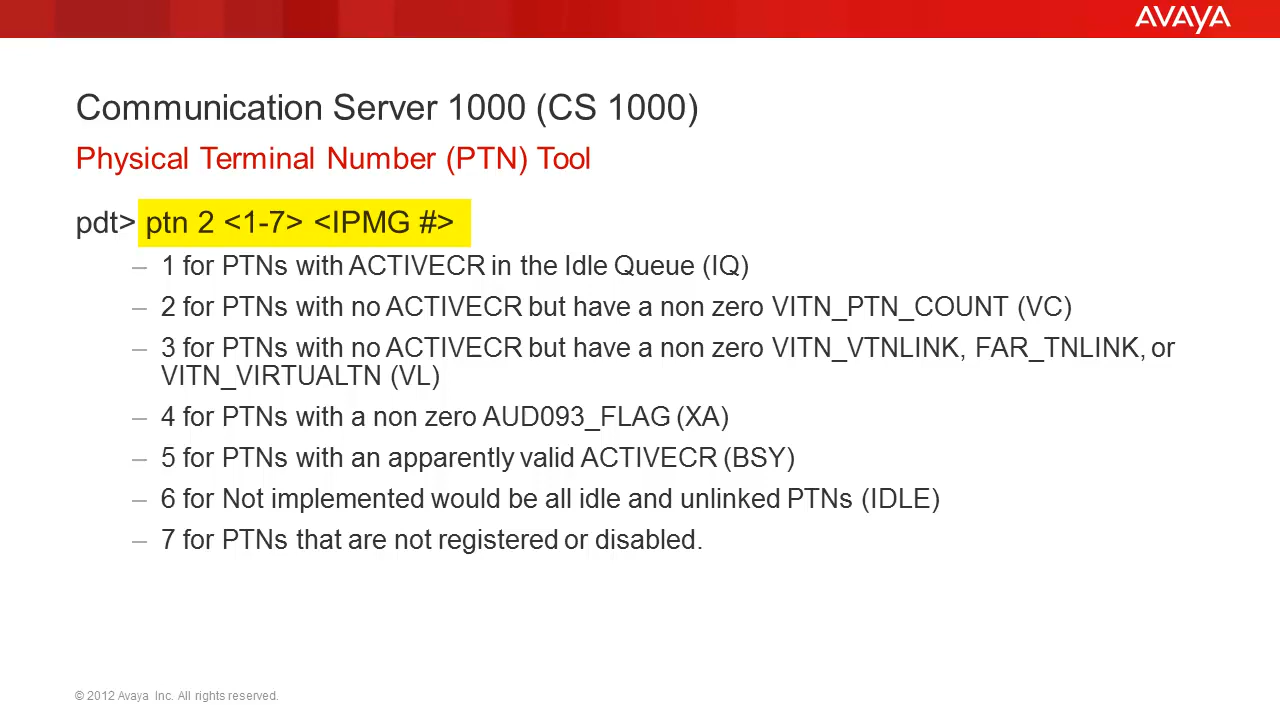 AVAYA
Communication Server 1000 (CS 1000)
Physical Terminal Number (PTN) Tool
pdt> ptn 2 <1-7> <IPMG #>
– 1 for PTNs with ACTIVECR in the Idle Queue (IQ)
– 2 for PTNs with no ACTIVECR but have a non zero VITN_PTN_COUNT (VC)
– 3 for PTNs with no ACTIVECR but have a non zero VITN_VTNLINK, FAR_TNLINK, or
VITN_VIRTUALTN (VL)
– 4 for PTNs with a non zero AUD093_FLAG (XA)
– 5 for PTNs with an apparently valid ACTIVECR (BSY)
– 6 for Not implemented would be all idle and unlinked PTNs (IDLE)
– 7 for PTNs that are not registered or disabled.
© 2012 Avaya Inc. All rights reserved.